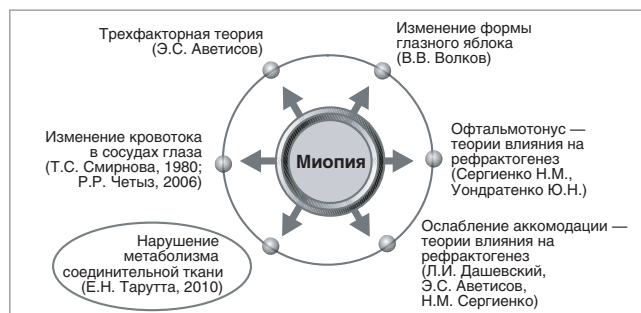 Трехфакторная теория
(Э.С. Аветисов)
Изменение формы
глазного яблока
(В.В. Волков)
Изменение кровотока
в сосудах глаза
(Т.С. Смирнова, 1980;
Р.Р. Четыз, 2006)
Миопия
Офтальмотонус —
теории влияния на
рефрактогенез
(Сергиенко Н.М.,
Уондратенко Ю.Н.)
Нарушение
метаболизма
соединительной ткани
(Е.Н. Тарутта, 2010)
Ослабление аккомодации —
теории влияния на
рефрактогенез
(Л.И. Дашевский,
Э.С. Аветисов,
Н.М. Сергиенко)